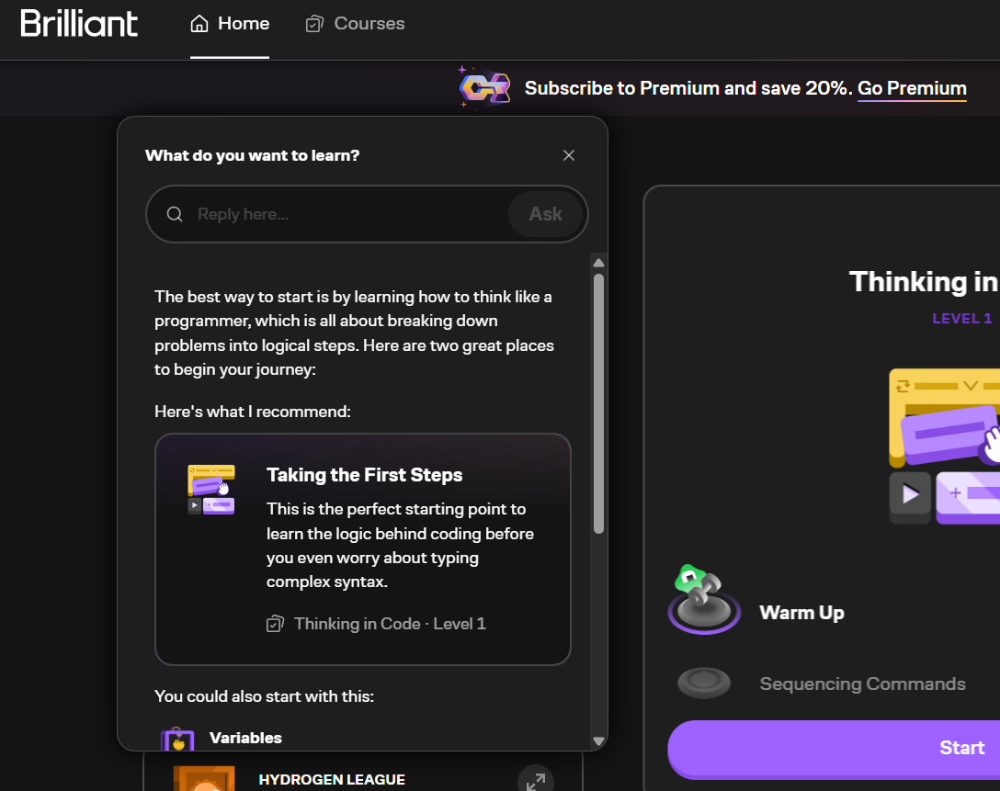 Brilliant
Home
Courses
Subscribe to Premium and save 20%. Go Premium
What do you want to learn?
Reply here...
Ask
The best way to start is by learning how to think like a
programmer, which is all about breaking down
problems into logical steps. Here are two great places
to begin your journey:
Here's what I recommend:
Taking the First Steps
This is the perfect starting point to
learn the logic behind coding before
you even worry about typing
complex syntax.
Thinking in Code · Level 1
You could also start with this:
Variables
HYDROGEN LEAGUE
Thinking in
LEVEL 1
Warm Up
Sequencing Commands
Start